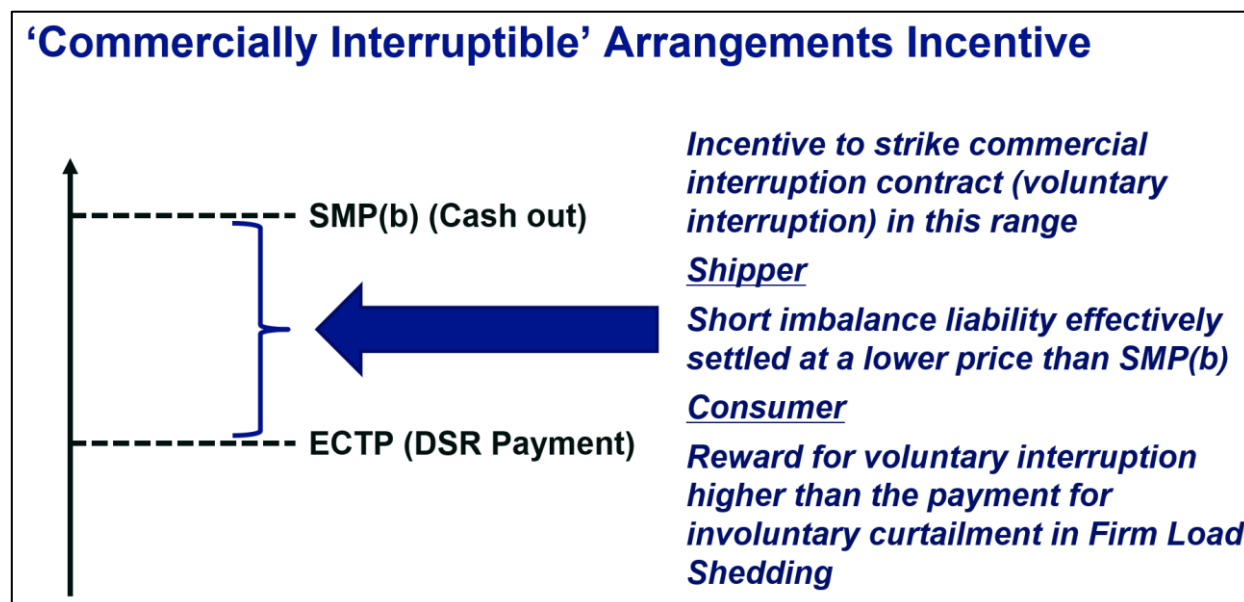 ‘Commercially Interruptible’ Arrangements Incentive
SMP(b) (Cash out)
ECTP (DSR Payment)
Incentive to strike commercial
interruption contract (voluntary
interruption) in this range
Shipper
Short imbalance liability effectively
settled at a lower price than SMP(b)
Consumer
Reward for voluntary interruption
higher than the payment for
involuntary curtailment in Firm Load
Shedding